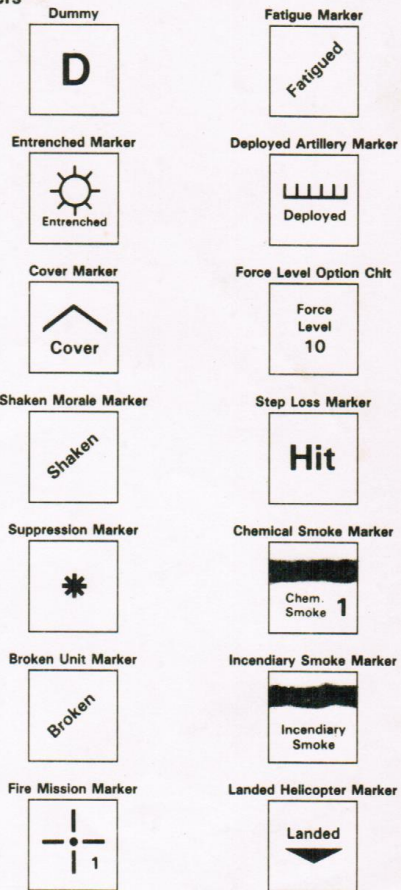 Dummy
D
Fatigue Marker
Fatigued
Entrenched Marker
Entrenched
Deployed Artillery Marker
Deployed
Cover Marker
Cover
Force Level Option Chit
Force
Level
10
Shaken Morale Marker
Shaken
Step Loss Marker
Hit
Suppression Marker
*
Chemical Smoke Marker
Chem.
Smoke 1
Broken Unit Marker
Broken
Incendiary Smoke Marker
Incendiary
Smoke
Fire Mission Marker
1
Landed Helicopter Marker
Landed